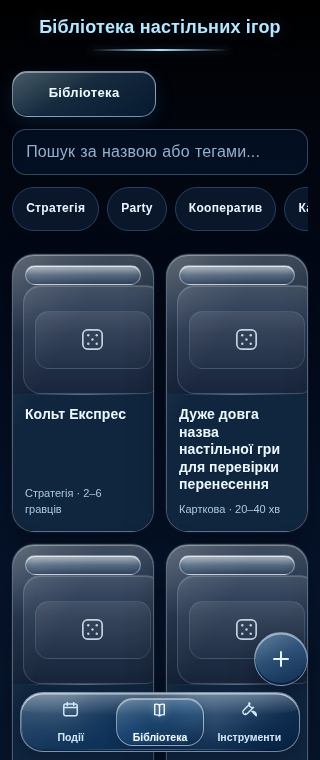 Бібліотека настільних ігор
Бібліотека
Пошук за назвою або тегами...
Стратегія Party Кооператив
Кольт Експрес
Стратегія · 2–6
гравців
Дуже довга
назва
настільної гри
для перевірки
перенесення
Карткова · 20–40 хв
Події Бібліотека Інструменти